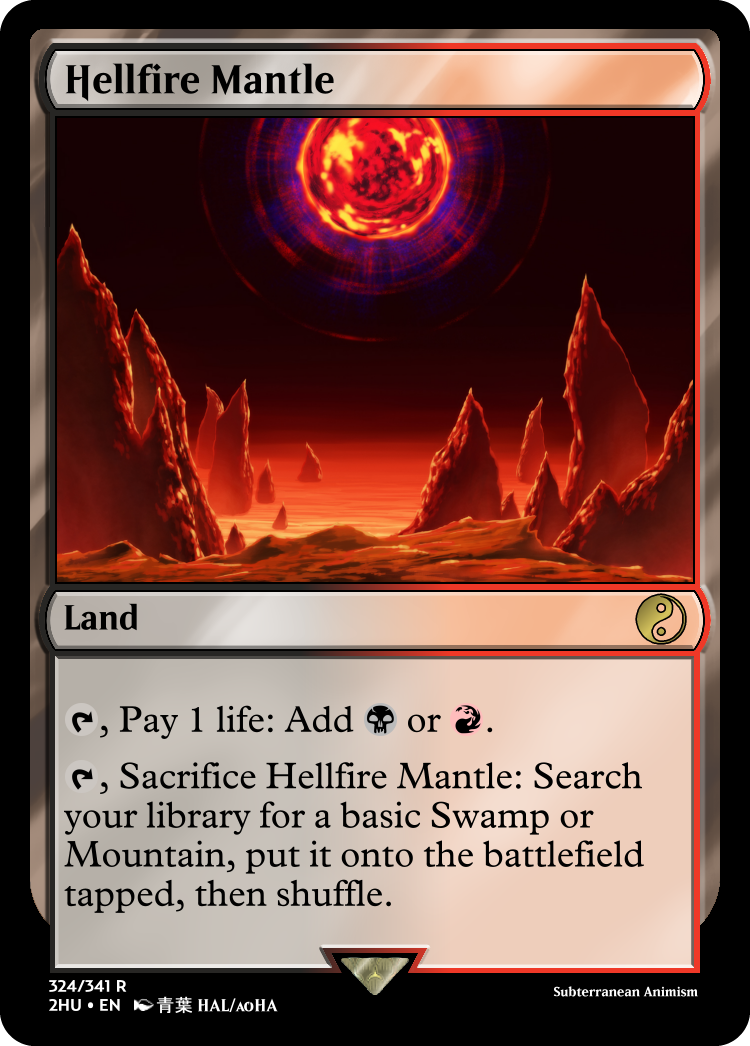 Hellfire Mantle
Land
, Pay 1 life: Add or .
, Sacrifice Hellfire Mantle: Search
your library for a basic Swamp or
Mountain, put it onto the battlefield
tapped, then shuffle.
324/341 R
2HU • EN 青葉 HAL/aoHA
Subterranean Animism